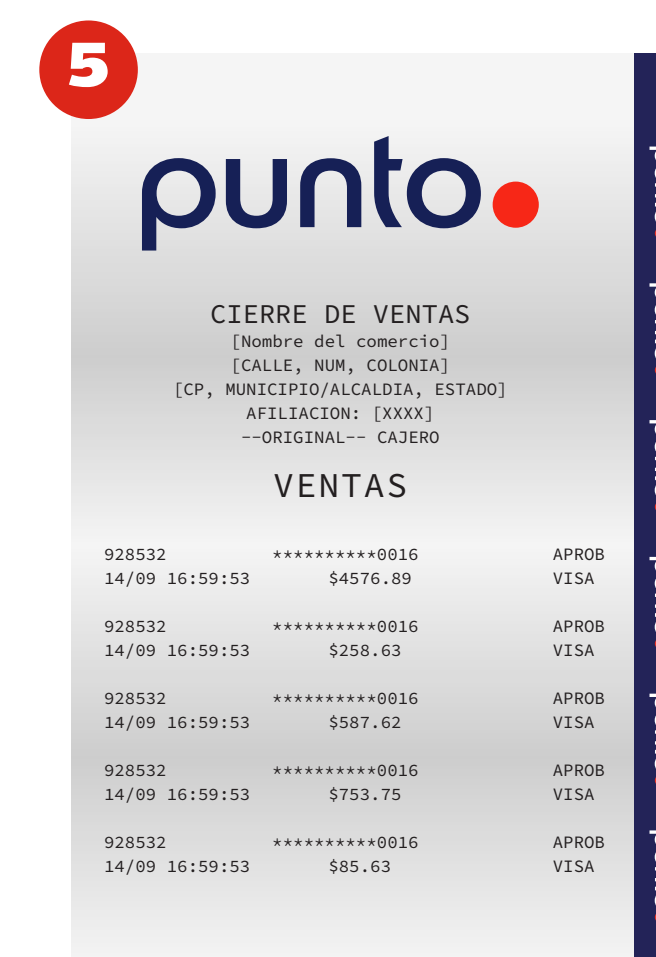 5
punto
CIERRE DE VENTAS
[Nombre del comercio]
[CALLE, NUM, COLONIA]
[CP, MUNICIPIO/ALCALDIA, ESTADO]
AFILIACION: [XXXX]
--ORIGINAL-- CAJERO
VENTAS
928532 **********0016 APROB
14/09 16:59:53 $4576.89 VISA
928532 **********0016 APROB
14/09 16:59:53 $258.63 VISA
928532 **********0016 APROB
14/09 16:59:53 $587.62 VISA
928532 **********0016 APROB
14/09 16:59:53 $753.75 VISA
928532 **********0016 APROB
14/09 16:59:53 $85.63 VISA